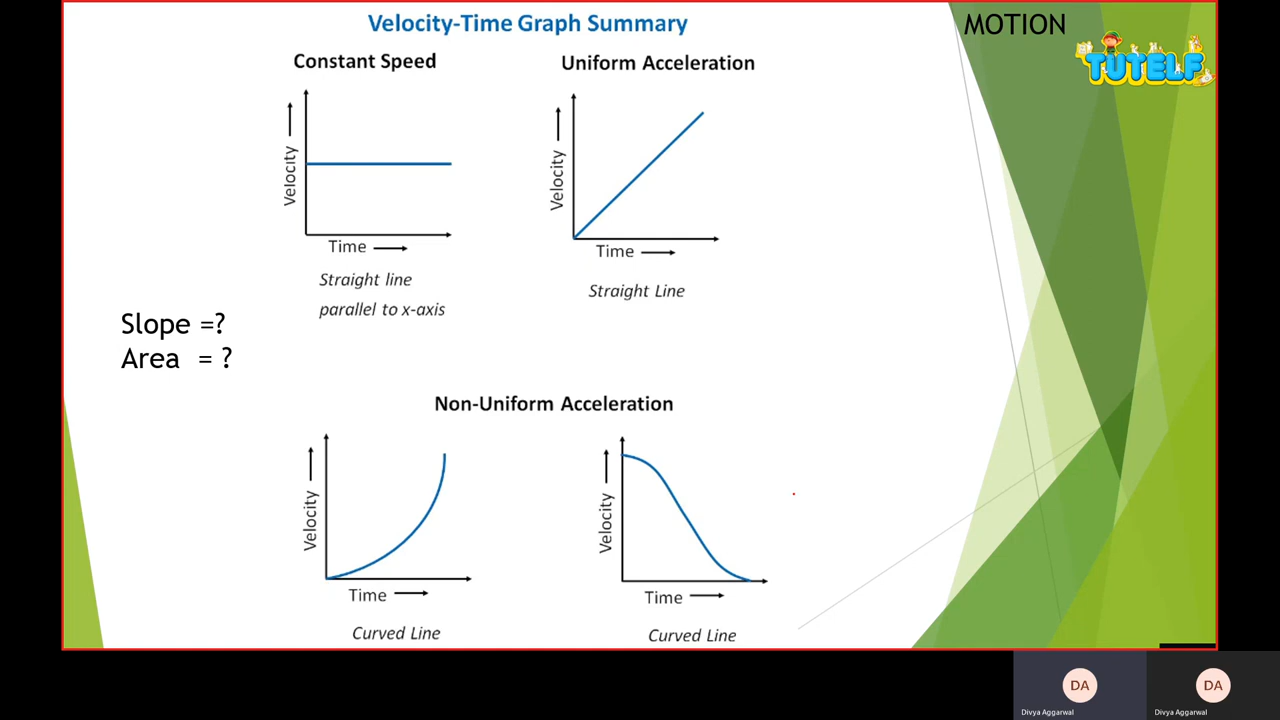 Velocity-Time Graph Summary
MOTION
TUTELF
Constant Speed
Uniform Acceleration
Velocity
Time
Velocity
Time
Straight line
parallel to x-axis
Straight Line
Slope =?
Area = ?
Non-Uniform Acceleration
Velocity
Time
Velocity
Time
Curved Line
Curved Line
DA
Divya Aggarwal
DA
Divya Aggarwal